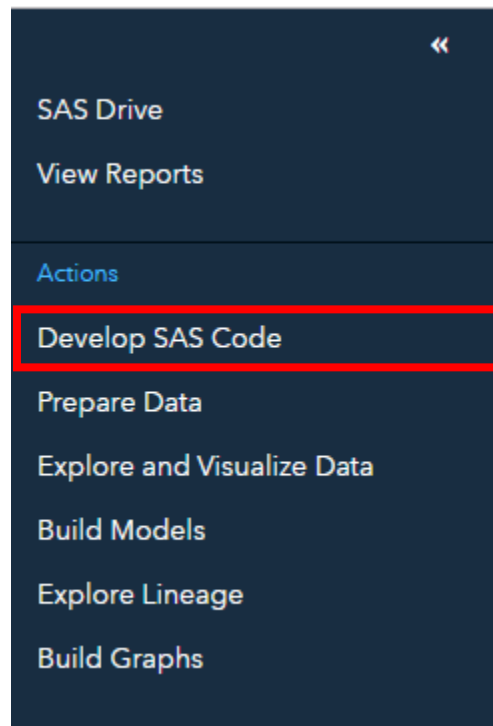 «
SAS Drive
View Reports
Actions
Develop SAS Code
Prepare Data
Explore and Visualize Data
Build Models
Explore Lineage
Build Graphs